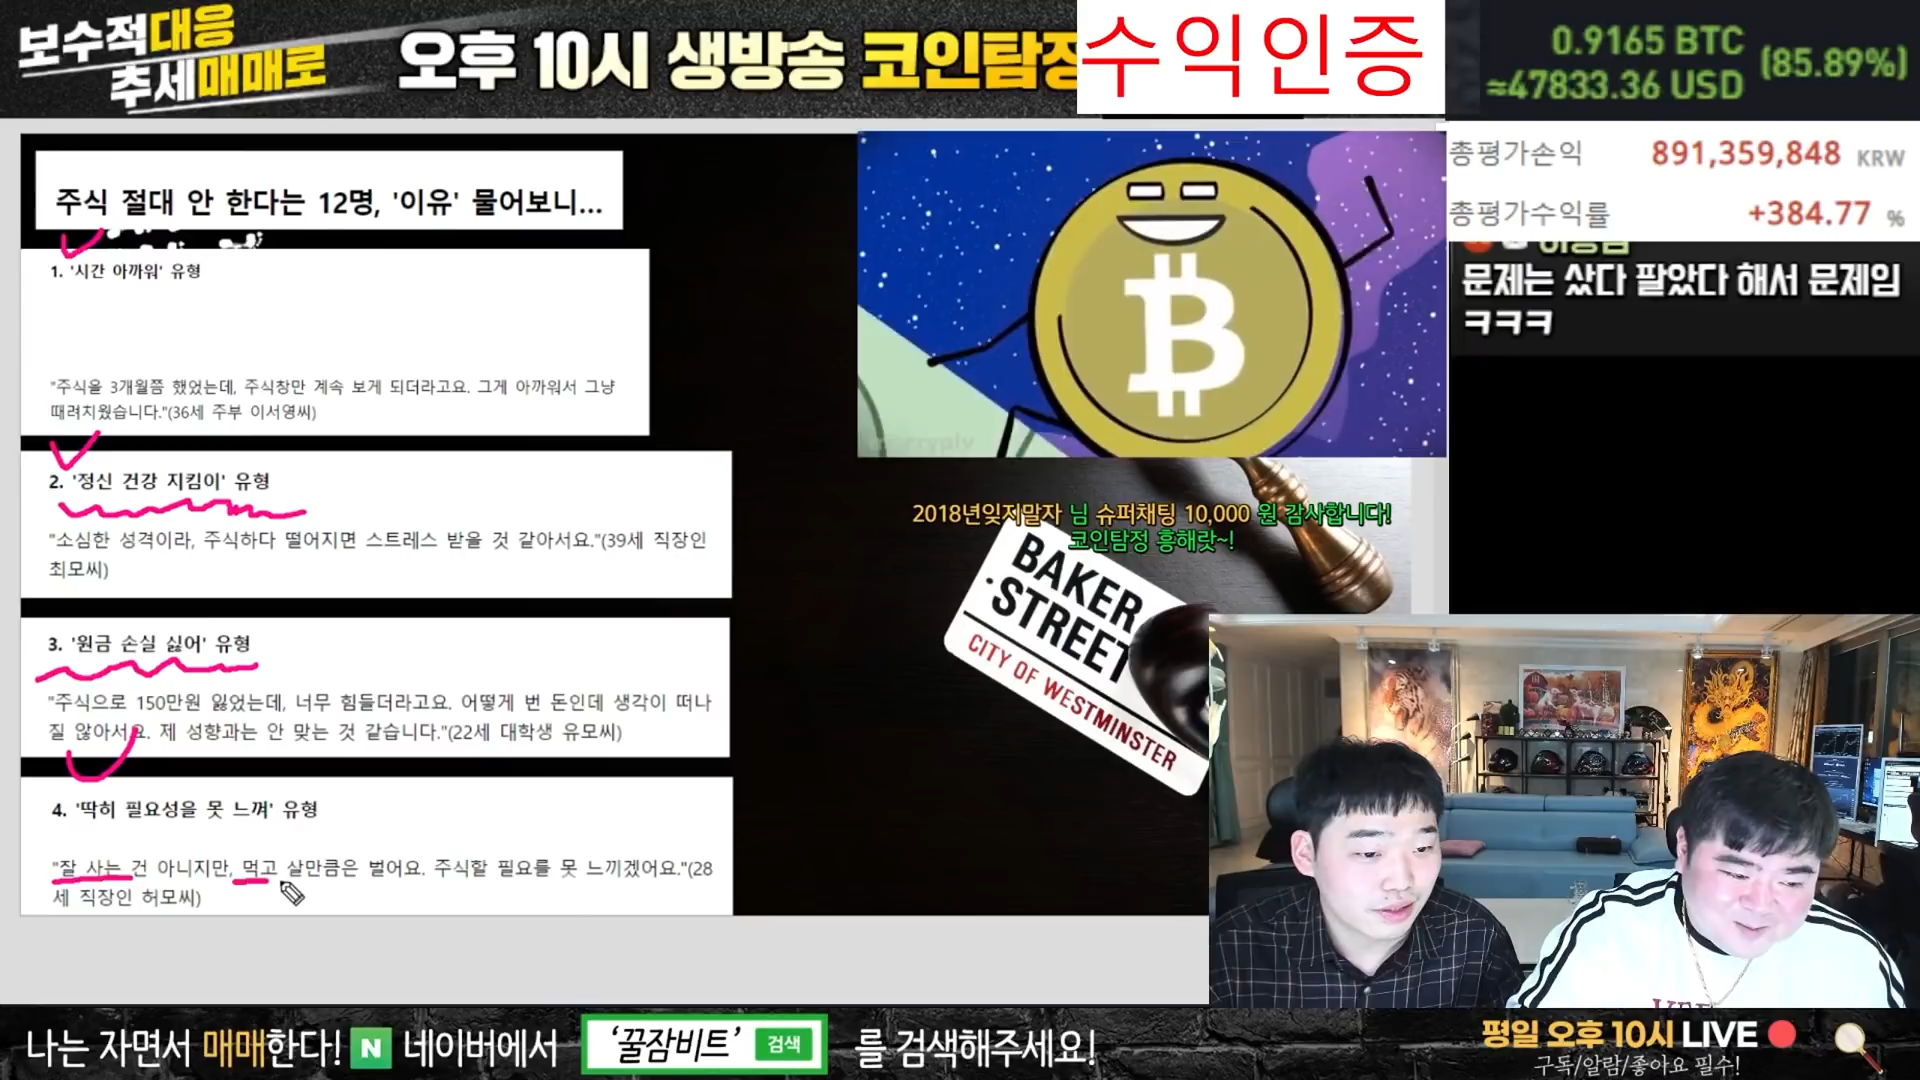 보수적대응
추세매매로
오후 10시 생방송 코인탐정
수익인증
0.9165 BTC
≈47833.36 USD
(85.89%)
총평가손익 891,359,848 KRW
총평가수익률 +384.77 %
문제는 샀다 팔았다 해서 문제임
ㅋㅋㅋ
주식 절대 안 한다는 12명, '이유' 물어보니...
1. '시간 아까워' 유형
"주식을 3개월쯤 했었는데, 주식창만 계속 보게 되더라고요. 그게 아까워서 그냥
때려치웠습니다."(36세 주부 이서영씨)
2. '정신 건강 지킴이' 유형
"소심한 성격이라, 주식하다 떨어지면 스트레스 받을 것 같아서요."(39세 직장인
최모씨)
3. '원금 손실 싫어' 유형
"주식으로 150만원 잃었는데, 너무 힘들더라고요. 어떻게 번 돈인데 생각이 떠나
질 않아서요. 제 성향과는 안 맞는 것 같습니다."(22세 대학생 유모씨)
4. '딱히 필요성을 못 느껴' 유형
"잘 사는 건 아니지만, 먹고 살만큼은 벌어요. 주식할 필요를 못 느끼겠어요."(28
세 직장인 허모씨)
2018년잊지말자 님 슈퍼채팅 10,000 원 감사합니다!
코인탐정 흥해랏~!
BAKER
STREET
CITY OF WESTMINSTER
나는 자면서 매매한다! N 네이버에서 '꿀잠비트' 검색 를 검색해주세요!
평일 오후 10시 LIVE
구독/알람/좋아요 필수!